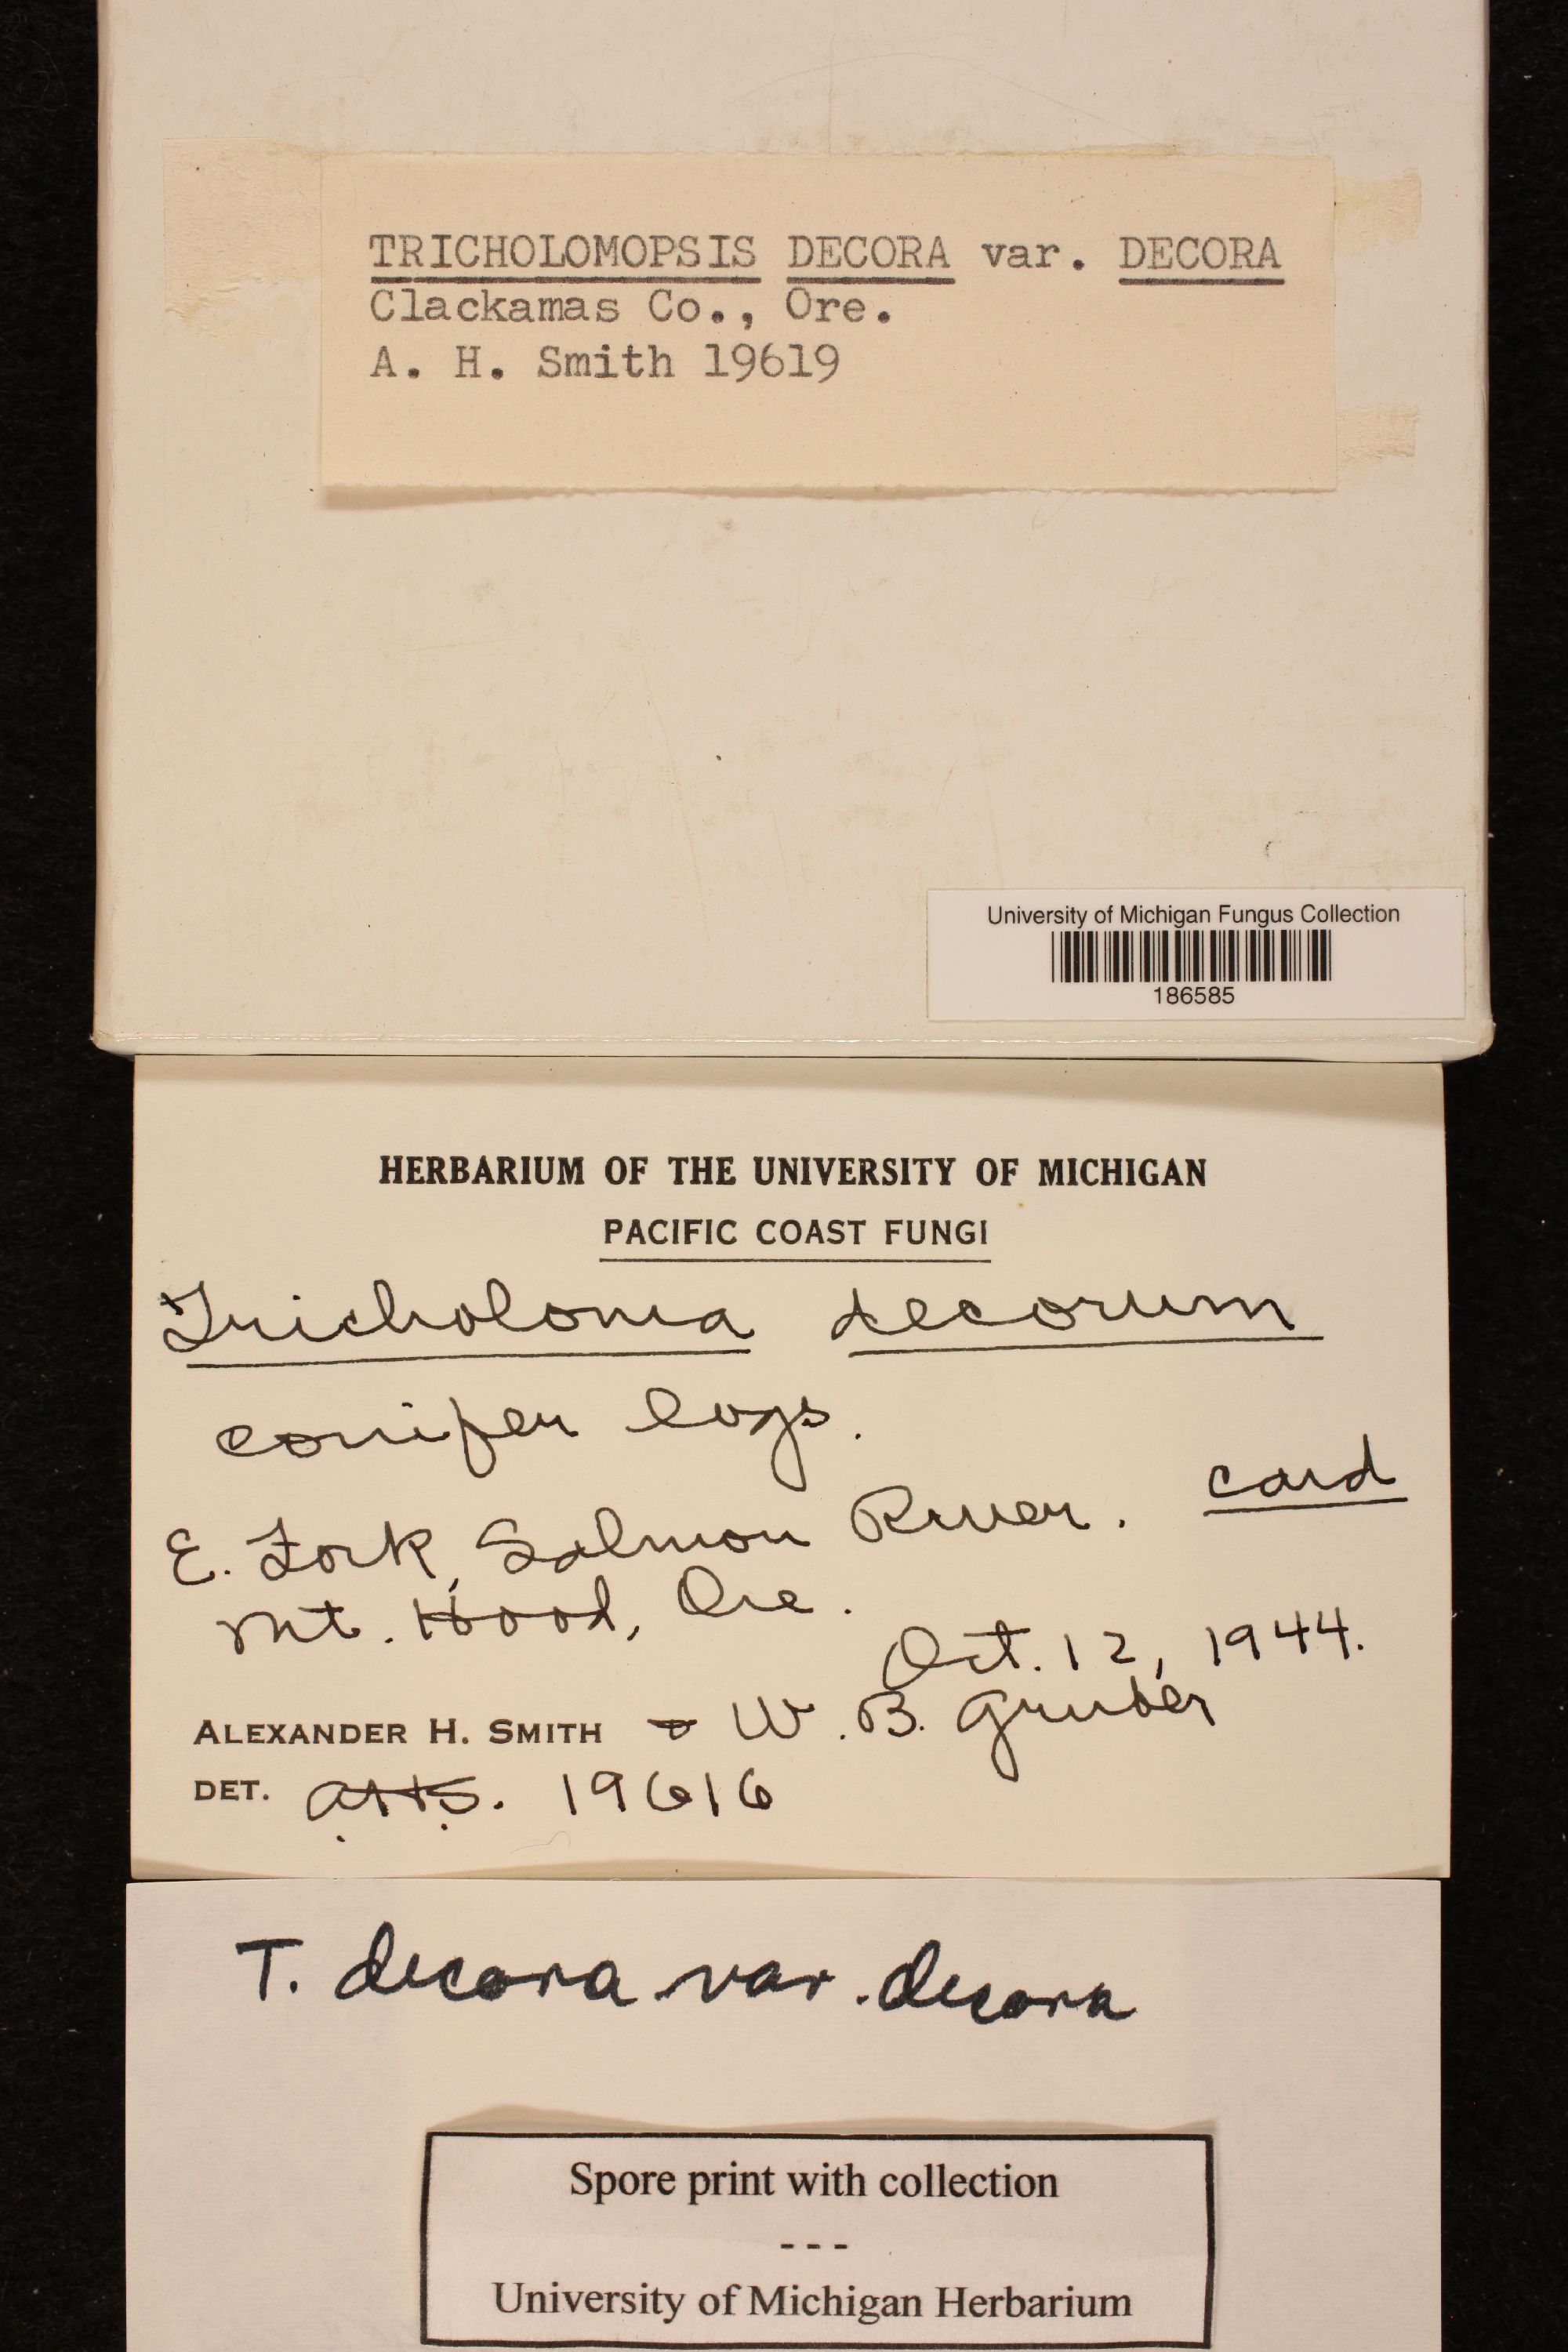 TRICHOLOMOPSIS DECORA var. DECORA
Clackamas Co., Ore.
A. H. Smith 19619
University of Michigan Fungus Collection
186585
HERBARIUM OF THE UNIVERSITY OF MICHIGAN
PACIFIC COAST FUNGI
Tricholoma decorum
conifer logs.
card
E. Fork, Salmon River.
Mt. Hood, Ore.
Oct. 12, 1944.
ALEXANDER H. SMITH & W. B. Gruber
DET. AHS. 19616
T. decora var. decora
Spore print with collection
---
University of Michigan Herbarium